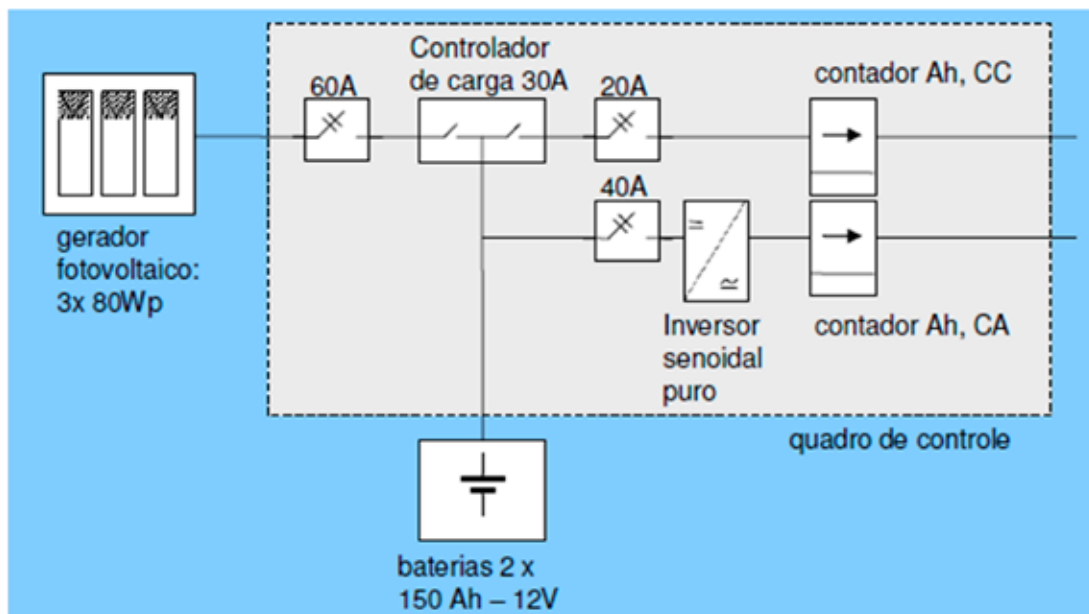 Controlador
de carga 30A
60A
20A
contador Ah, CC
40A
gerador
fotovoltaico:
3x 80Wp
Inversor
senoidal
puro
contador Ah, CA
quadro de controle
baterias 2 x
150 Ah – 12V